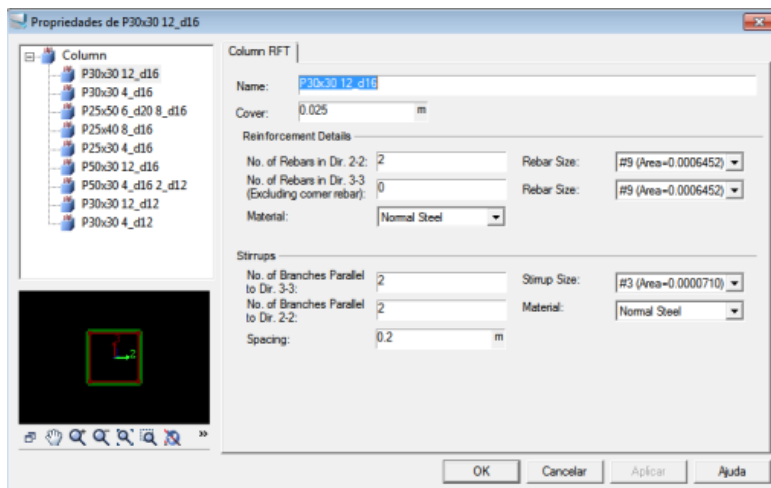 Propriedades de P30x30 12_d16
Column
P30x30 12_d16
P30x30 4_d16
P25x50 6_d20 8_d16
P25x40 8_d16
P25x30 4_d16
P50x30 12_d16
P50x30 4_d16 2_d12
P30x30 12_d12
P30x30 4_d12
2
»
Column RFT
Name: P30x30 12_d16
Cover: 0.025 m
Reinforcement Details
No. of Rebars in Dir. 2-2: 2 Rebar Size: #9 (Area=0.0006452)
No. of Rebars in Dir. 3-3
(Excluding corner rebar): 0 Rebar Size: #9 (Area=0.0006452)
Material: Normal Steel
Stirrups
No. of Branches Parallel
to Dir. 3-3: 2 Stirrup Size: #3 (Area=0.0000710)
No. of Branches Parallel
to Dir. 2-2: 2 Material: Normal Steel
Spacing: 0.2 m
OK Cancelar Aplicar Ajuda